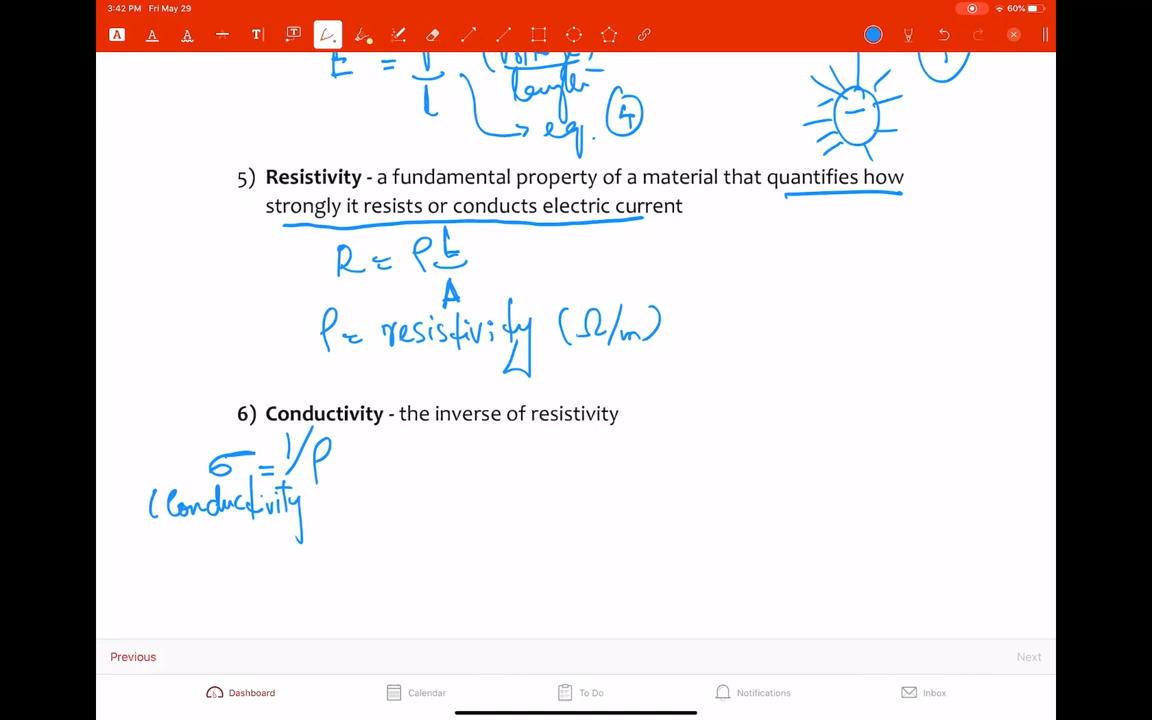 3:42 PM Fri May 29
60%
E = V/l
length
eq. 4
5) Resistivity - a fundamental property of a material that quantifies how
strongly it resists or conducts electric current
R = ρ L/A
ρ = resistivity (Ω/m)
6) Conductivity - the inverse of resistivity
σ = 1/ρ
(Conductivity
Previous
Next
Dashboard
Calendar
To Do
Notifications
Inbox